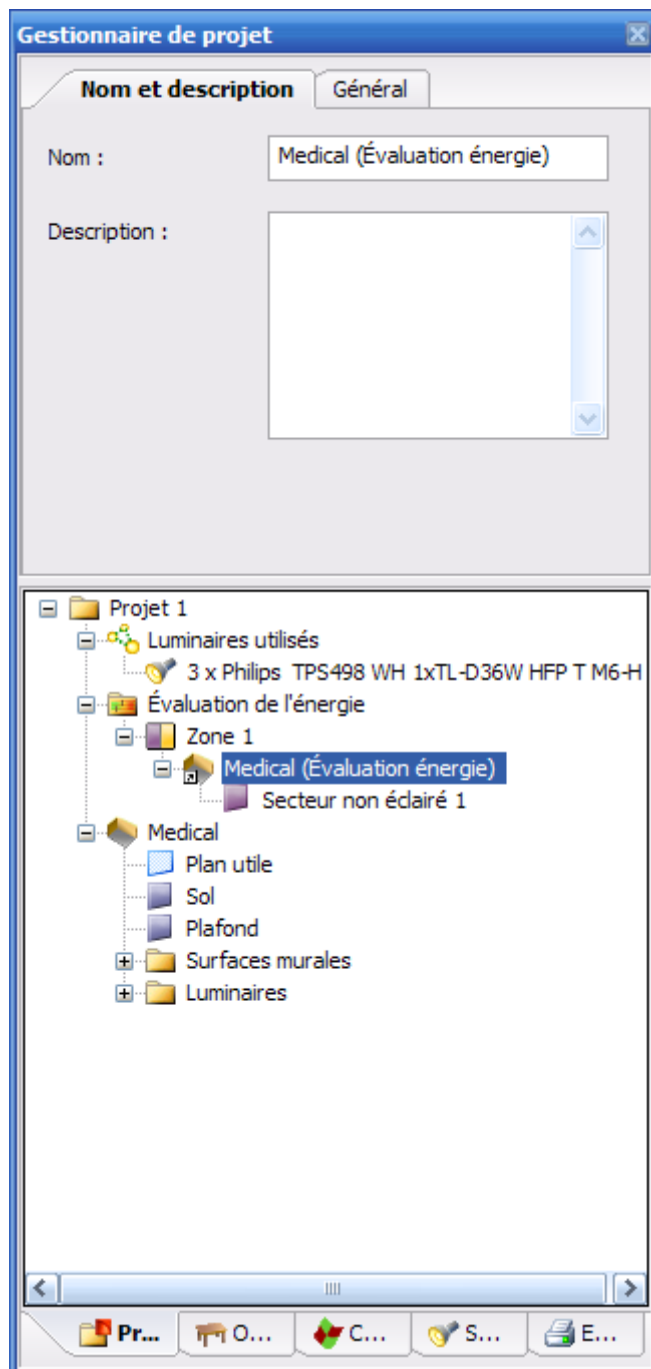 Gestionnaire de projet
Nom et description
Général
Nom :
Medical (Évaluation énergie)
Description :
Projet 1
Luminaires utilisés
3 x Philips TPS498 WH 1xTL-D36W HFP T M6-H
Évaluation de l'énergie
Zone 1
Medical (Évaluation énergie)
Secteur non éclairé 1
Medical
Plan utile
Sol
Plafond
Surfaces murales
Luminaires
Pr...
O...
C...
S...
E...